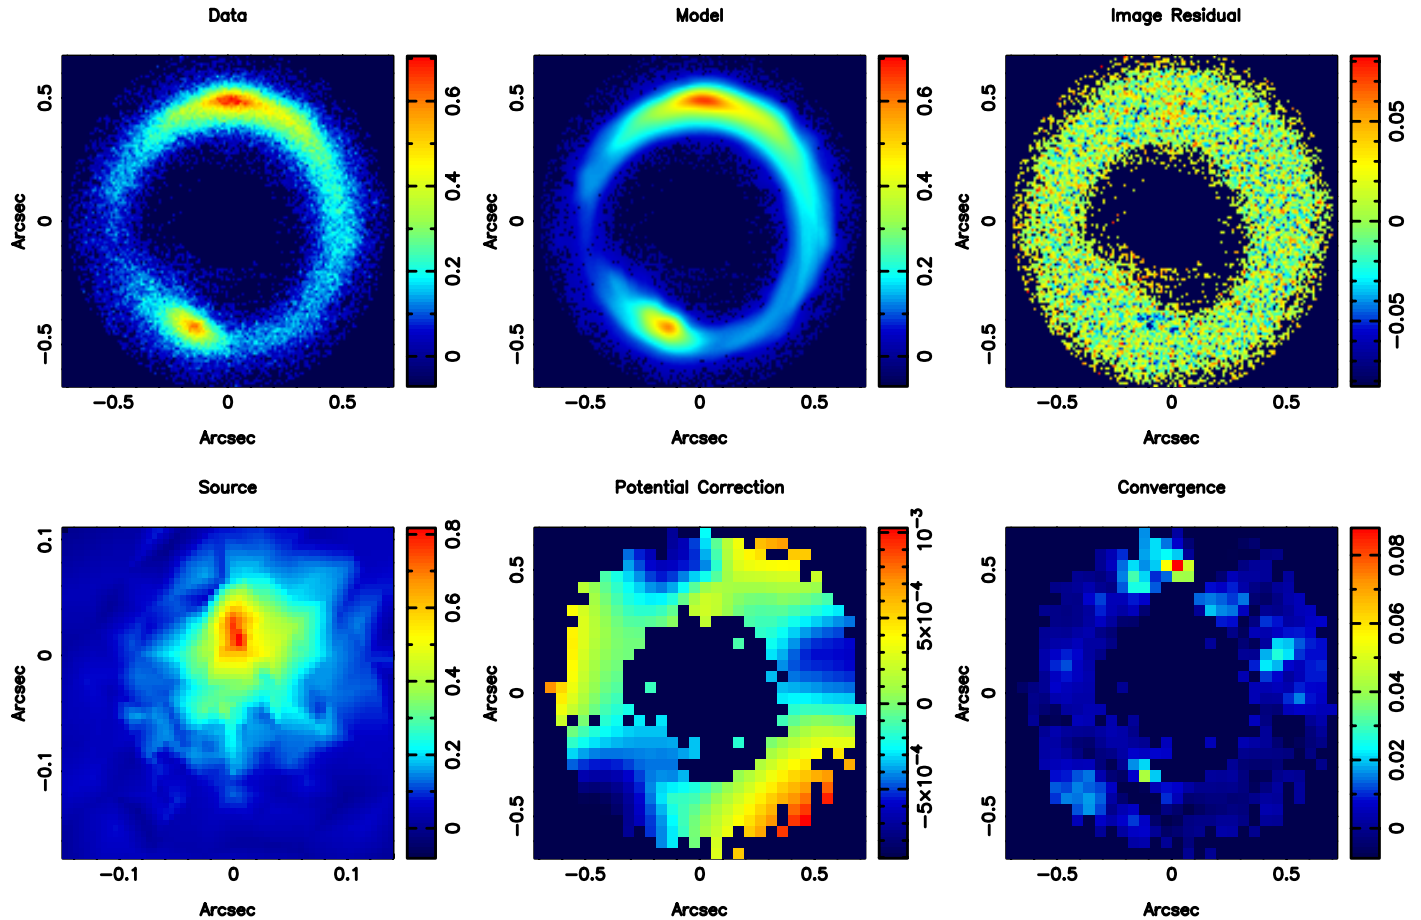 Data Model Image Residual
0.5 0.6 0.5 0.6 0.5 0.05
Arcsec 0 0.4 Arcsec 0 0.4 Arcsec 0 0
0.2 0.2
−0.5 0 −0.5 0 −0.5 −0.05
−0.5 0 0.5 −0.5 0 0.5 −0.5 0 0.5
Arcsec Arcsec Arcsec
Source Potential Correction Convergence
0.1 0.8 0.5 10⁻³ 0.5 0.08
0.6 5×10⁻⁴ 0.06
Arcsec 0 0.4 Arcsec 0 0 Arcsec 0 0.04
−0.1 0.2 −0.5 −5×10⁻⁴ −0.5 0.02
0 0
−0.1 0 0.1 −0.5 0 0.5 −0.5 0 0.5
Arcsec Arcsec Arcsec